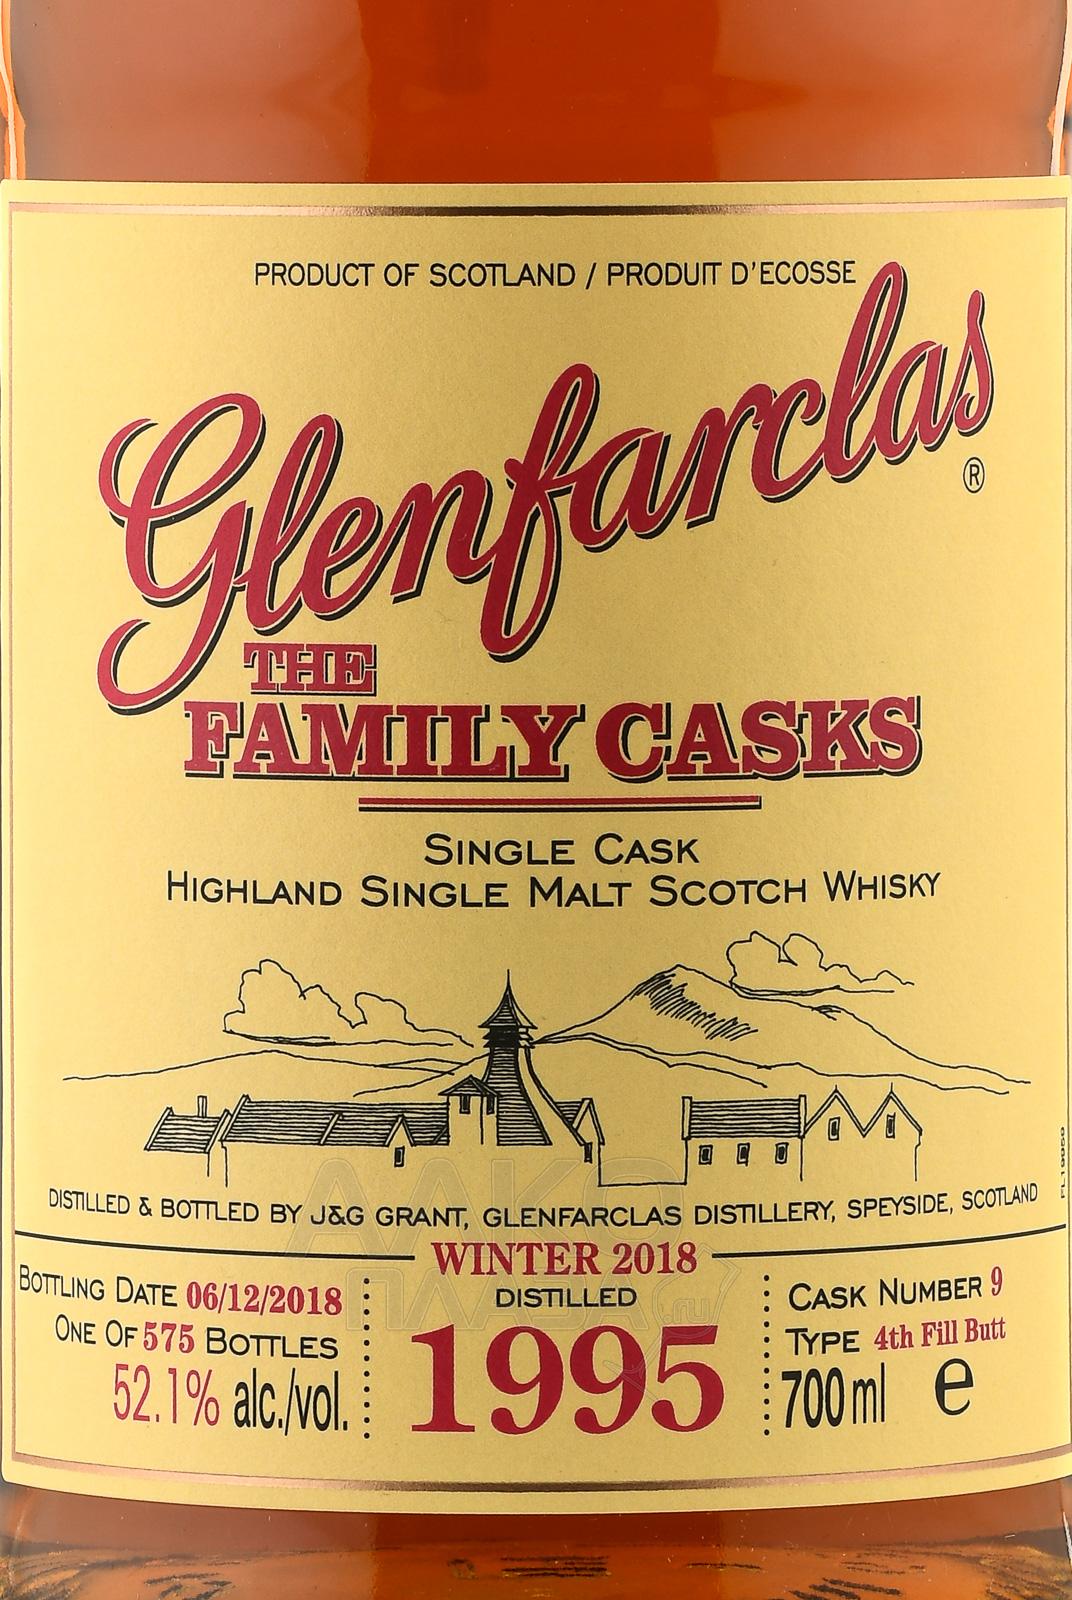 PRODUCT OF SCOTLAND / PRODUIT D'ECOSSE
Glenfarclas®
THE
FAMILY CASKS
SINGLE CASK
HIGHLAND SINGLE MALT SCOTCH WHISKY
FL19959
DISTILLED & BOTTLED BY J&G GRANT, GLENFARCLAS DISTILLERY, SPEYSIDE, SCOTLAND
WINTER 2018
BOTTLING DATE 06/12/2018
ONE OF 575 BOTTLES
52.1% alc./vol.
DISTILLED
1995
CASK NUMBER 9
TYPE 4th Fill Butt
700ml e